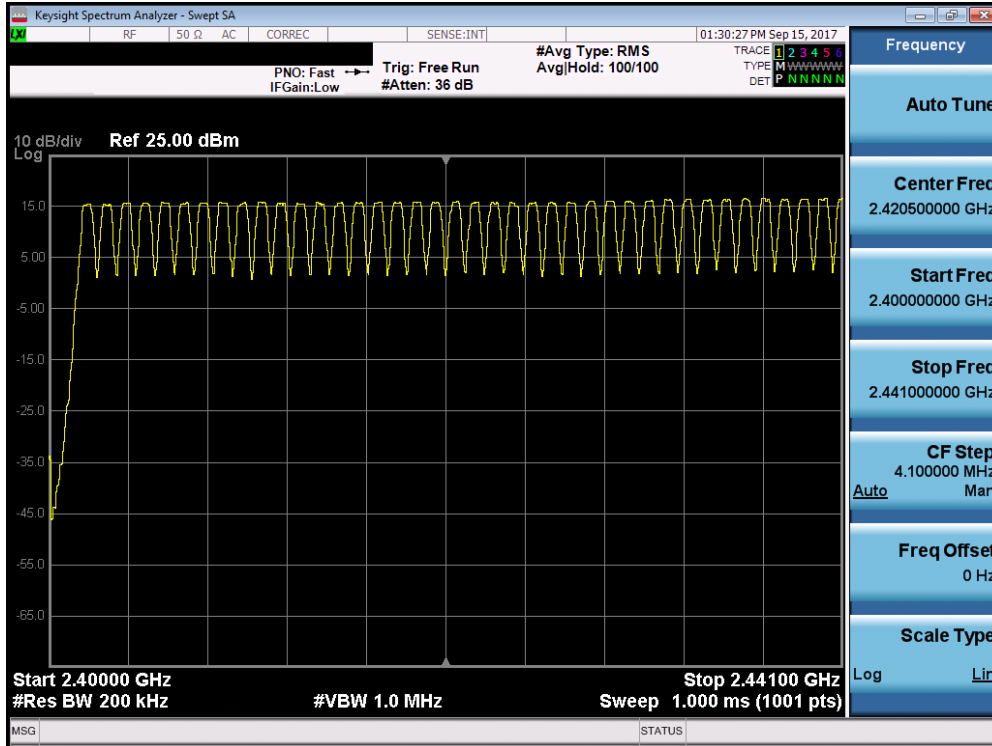 Keysight Spectrum Analyzer - Swept SA
LXI RF 50 Ω AC CORREC SENSE:INT 01:30:27 PM Sep 15, 2017
PNO: Fast
IFGain:Low
Trig: Free Run
#Atten: 36 dB
#Avg Type: RMS
Avg|Hold: 100/100
TRACE 1 2 3 4 5 6
TYPE M WWWWW
DET P N N N N N
10 dB/div Ref 25.00 dBm
Log
15.0
5.00
-5.00
-15.0
-25.0
-35.0
-45.0
-55.0
-65.0
Start 2.40000 GHz Stop 2.44100 GHz
#Res BW 200 kHz #VBW 1.0 MHz Sweep 1.000 ms (1001 pts)
MSG STATUS
Frequency
Auto Tune
Center Freq
2.420500000 GHz
Start Freq
2.400000000 GHz
Stop Freq
2.441000000 GHz
CF Step
4.100000 MHz
Auto Man
Freq Offset
0 Hz
Scale Type
Log Lin